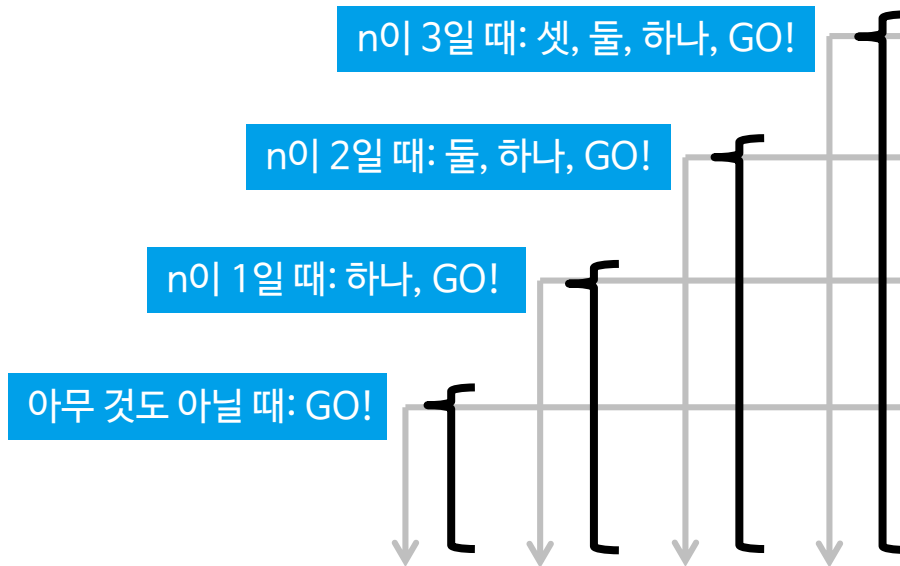 n이 3일 때: 셋, 둘, 하나, GO!
n이 2일 때: 둘, 하나, GO!
n이 1일 때: 하나, GO!
아무 것도 아닐 때: GO!